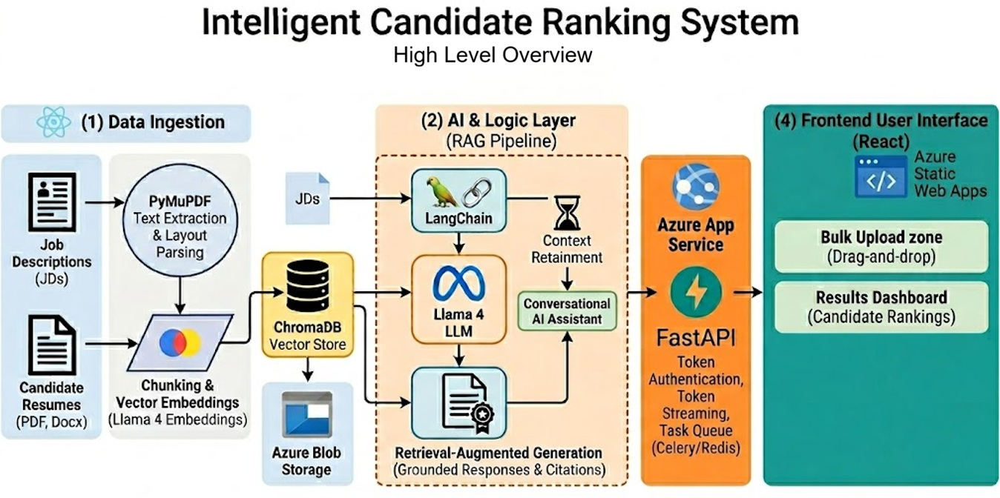 Intelligent Candidate Ranking System
High Level Overview
(1) Data Ingestion
Job
Descriptions
(JDs)
Candidate
Resumes
(PDF, Docx)
PyMuPDF
Text Extraction
& Layout
Parsing
Chunking &
Vector Embeddings
(Llama 4 Embeddings)
JDs
ChromaDB
Vector Store
Azure Blob
Storage
(2) AI & Logic Layer
(RAG Pipeline)
LangChain
Context
Retainment
Llama 4
LLM
Conversational
AI Assistant
Retrieval-Augmented Generation
(Grounded Responses & Citations)
Azure App
Service
FastAPI
Token
Authentication,
Token
Streaming,
Task Queue
(Celery/Redis)
(4) Frontend User Interface
(React)
Azure
Static
Web Apps
</>
Bulk Upload zone
(Drag-and-drop)
Results Dashboard
(Candidate Rankings)